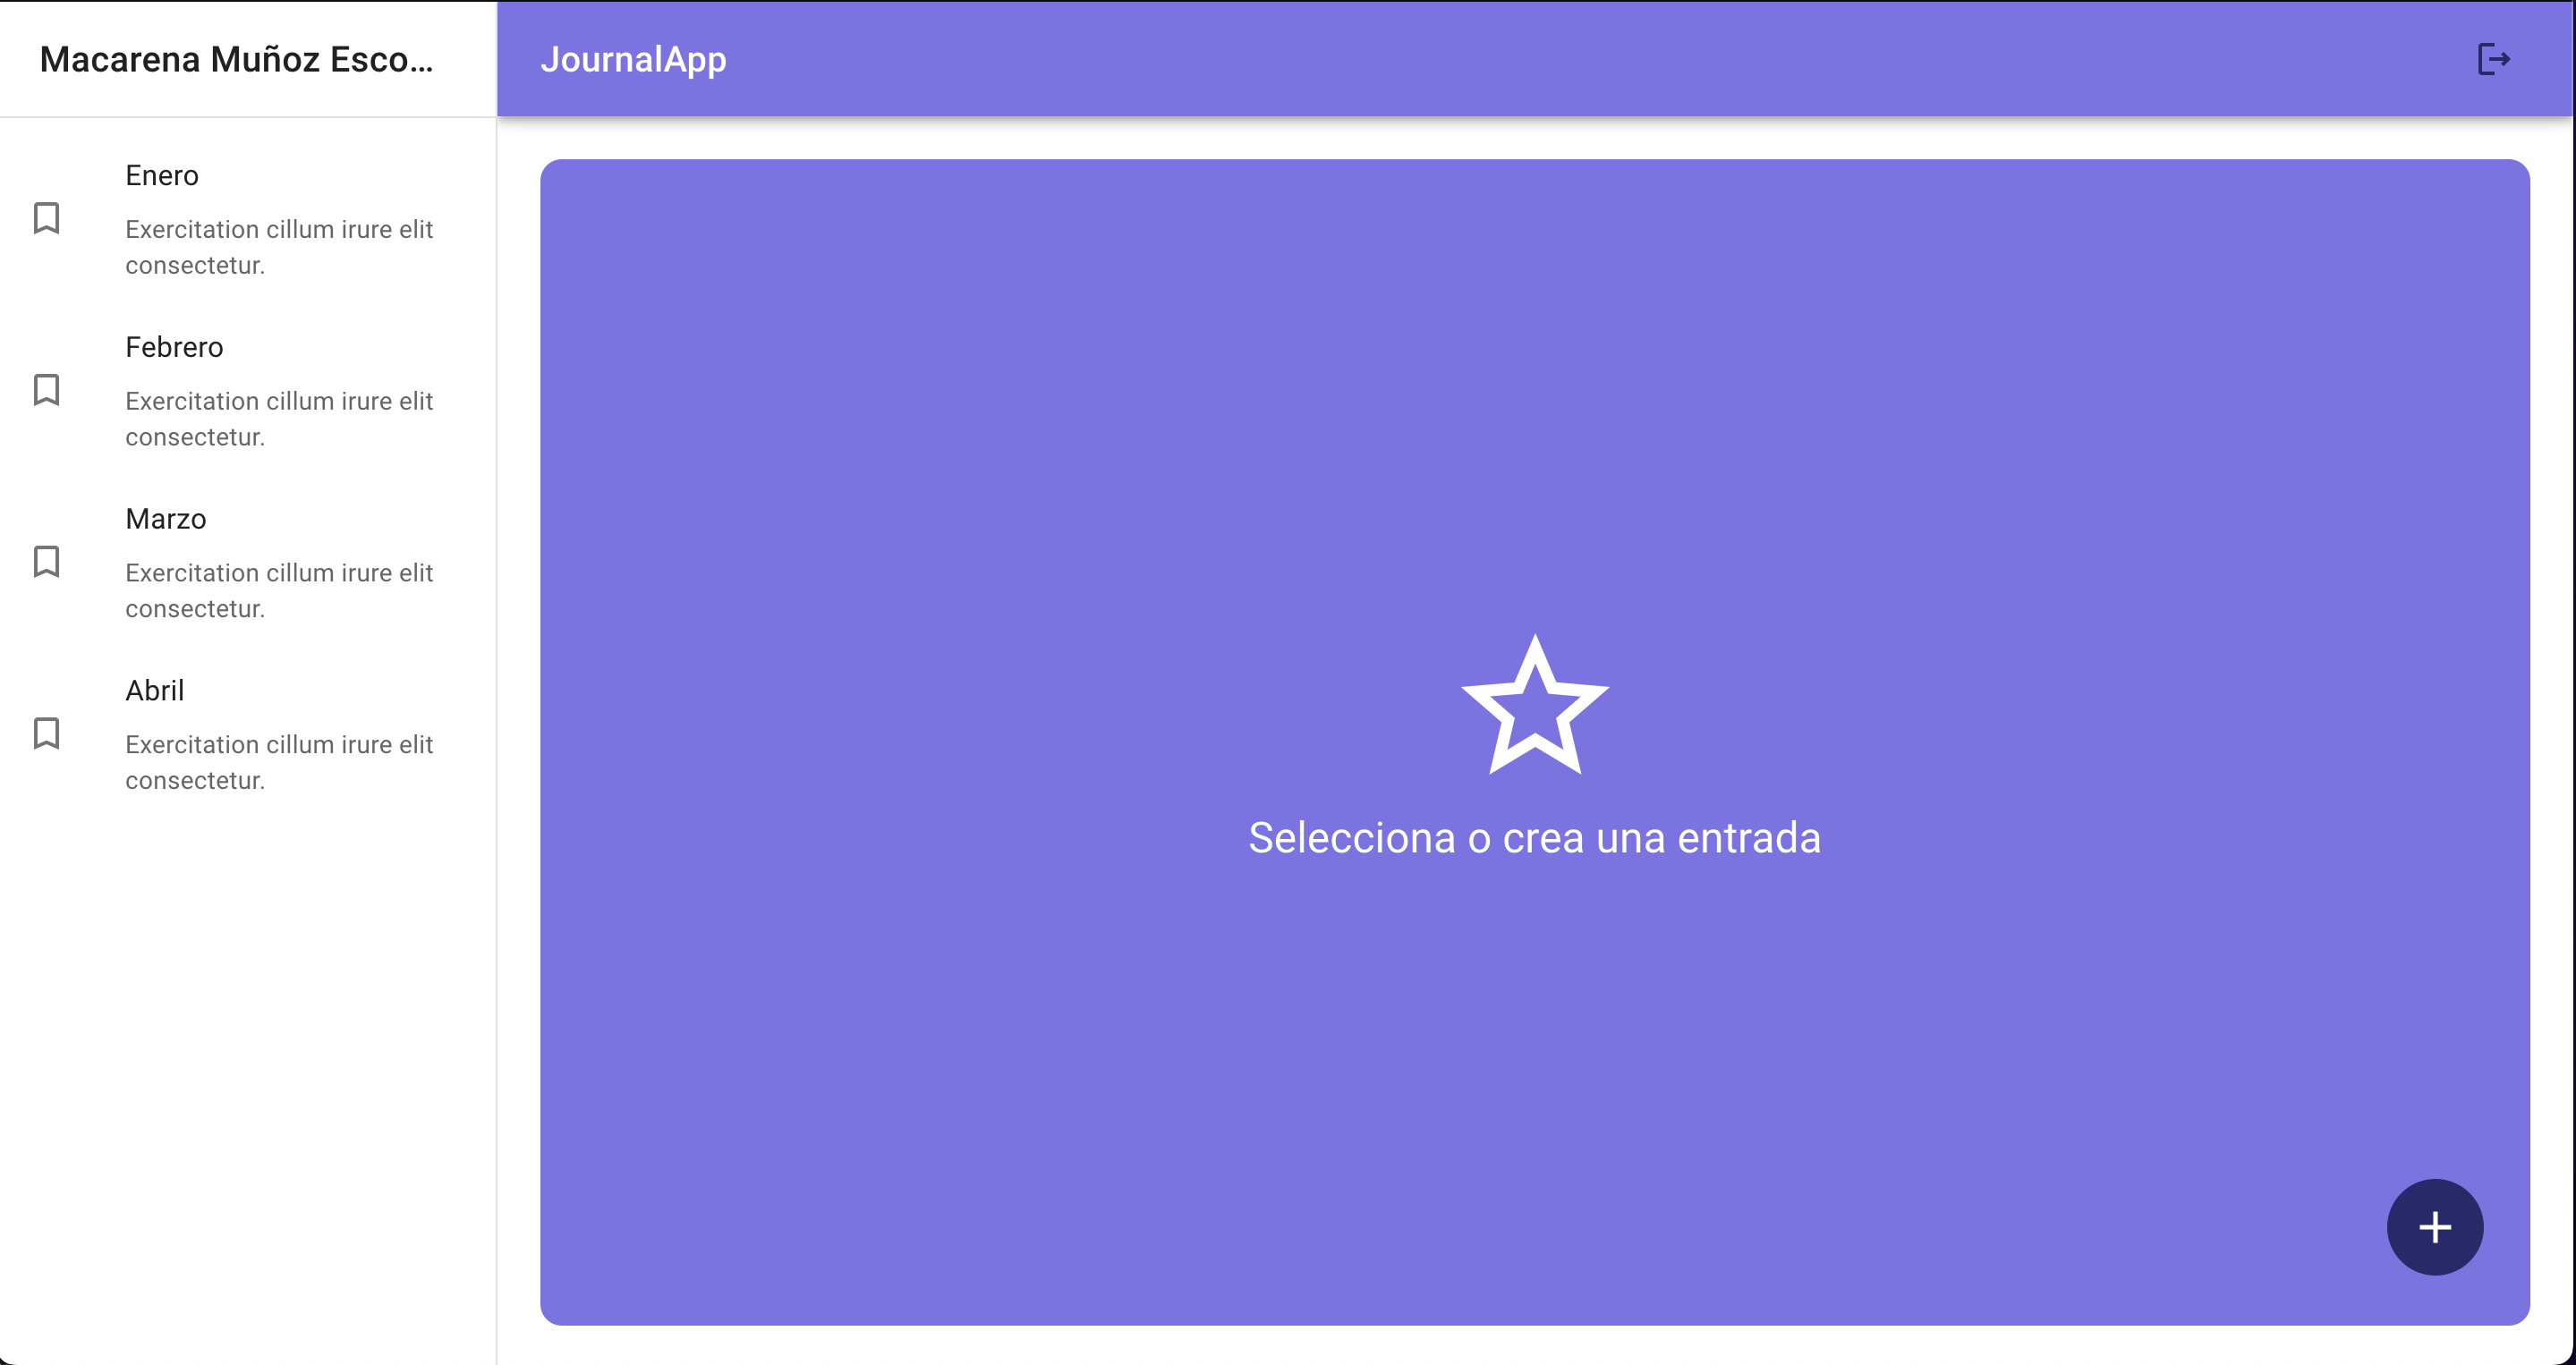 Macarena Muñoz Esco...
JournalApp
Enero
Exercitation cillum irure elit
consectetur.
Febrero
Exercitation cillum irure elit
consectetur.
Marzo
Exercitation cillum irure elit
consectetur.
Abril
Exercitation cillum irure elit
consectetur.
Selecciona o crea una entrada